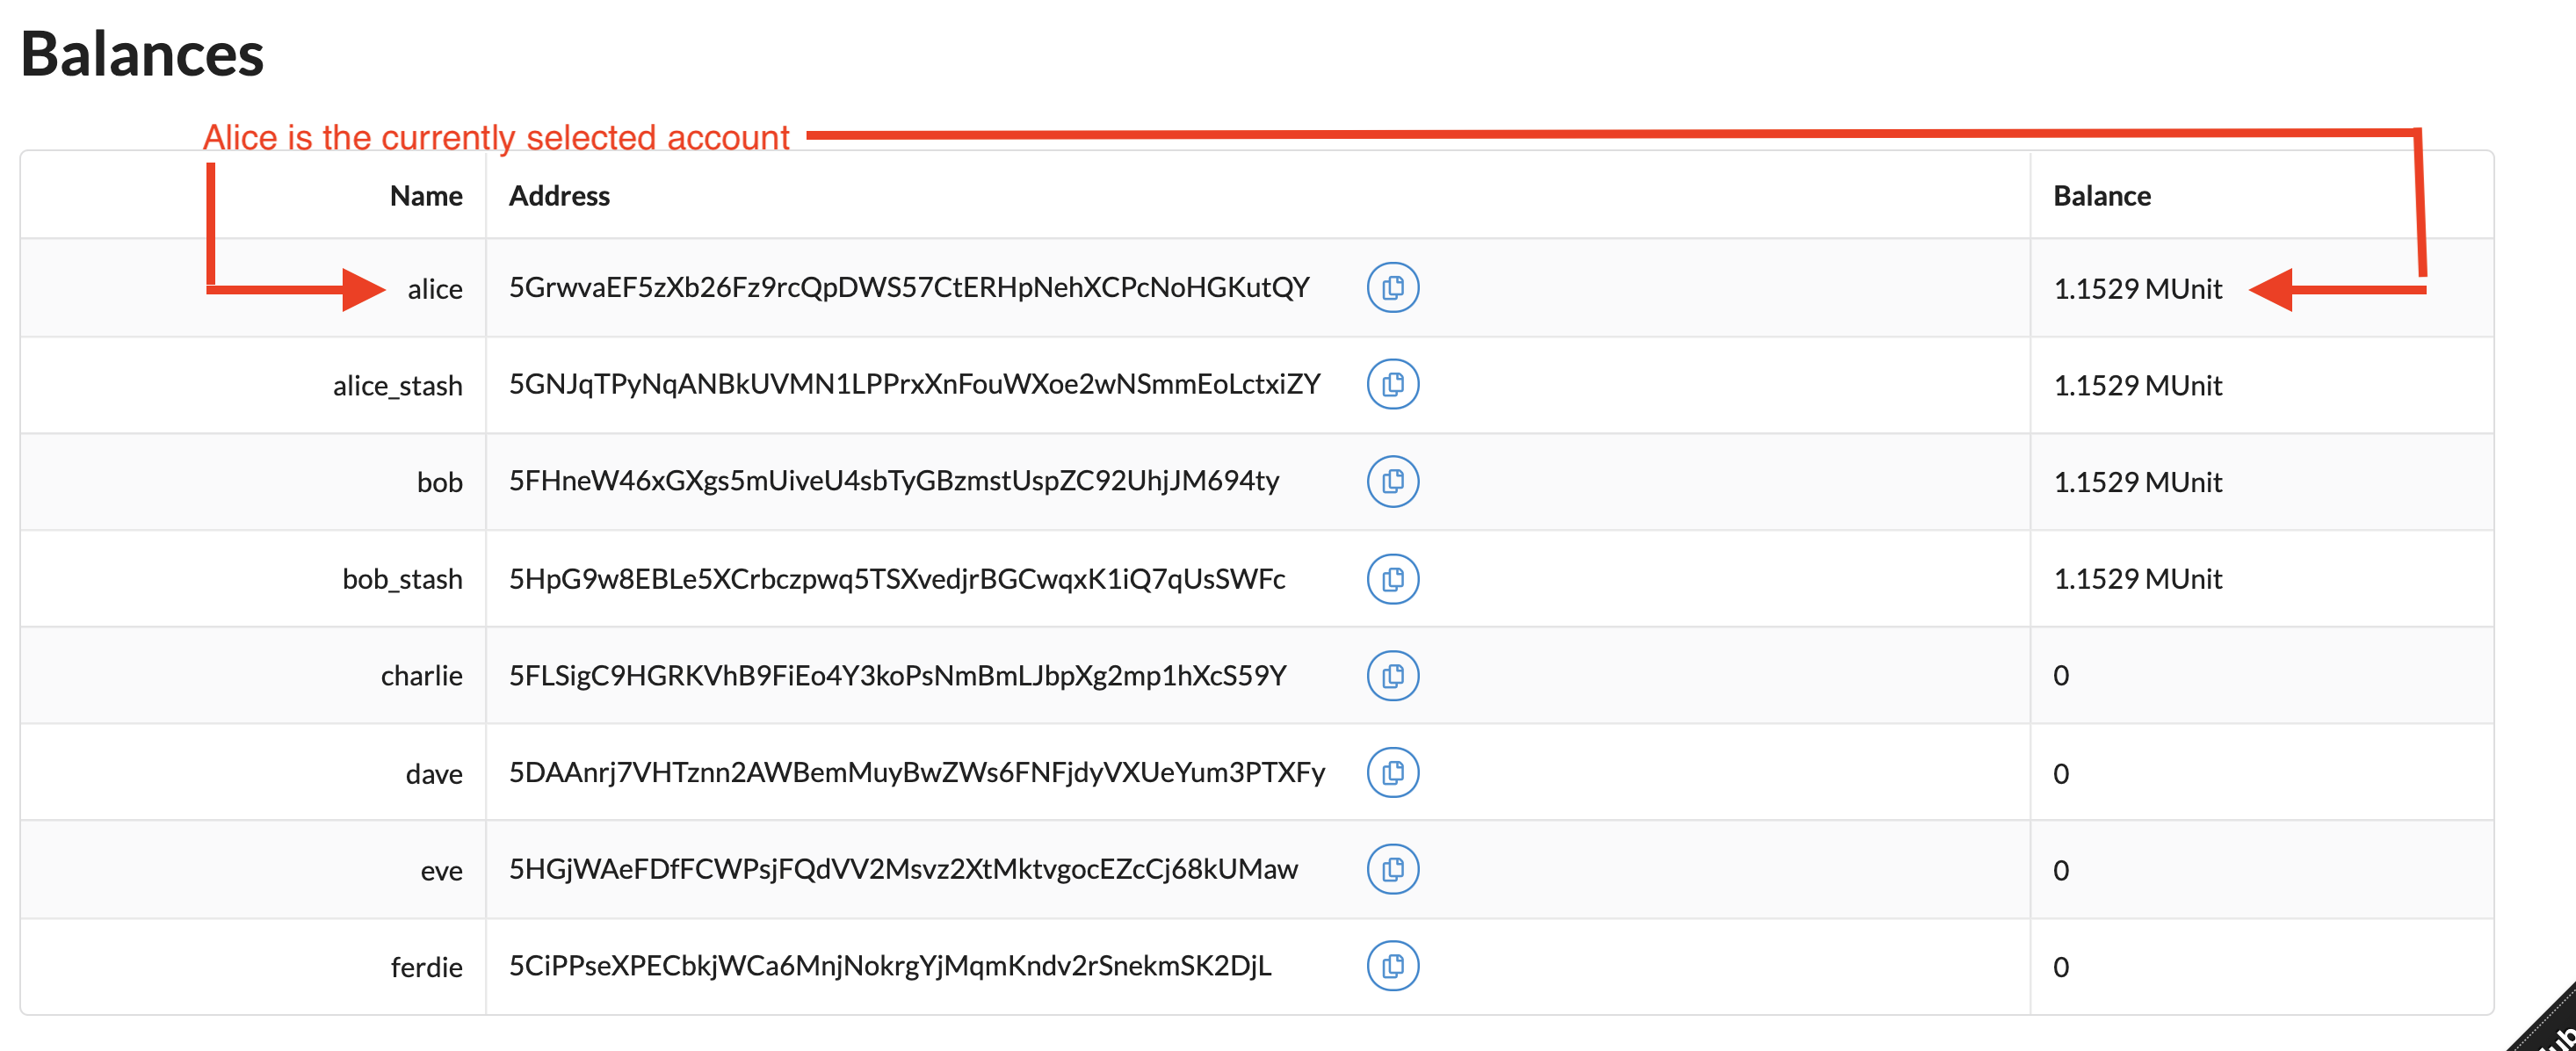 Balances
Alice is the currently selected account
Name Address Balance
alice 5GrwvaEF5zXb26Fz9rcQpDWS57CtERHpNehXCPcNoHGKutQY 1.1529 MUnit
alice_stash 5GNJqTPyNqANBkUVMN1LPPrxXnFouWXoe2wNSmmEoLctxiZY 1.1529 MUnit
bob 5FHneW46xGXgs5mUiveU4sbTyGBzmstUspZC92UhjJM694ty 1.1529 MUnit
bob_stash 5HpG9w8EBLe5XCrbczpwq5TSXvedjrBGCwqxK1iQ7qUsSWFc 1.1529 MUnit
charlie 5FLSigC9HGRKVhB9FiEo4Y3koPsNmBmLJbpXg2mp1hXcS59Y 0
dave 5DAAnrj7VHTznn2AWBemMuyBwZWs6FNFjdyVXUeYum3PTXFy 0
eve 5HGjWAeFDfFCWPsjFQdVV2Msvz2XtMktvgocEZcCj68kUMaw 0
ferdie 5CiPPseXPECbkjWCa6MnjNokrgYjMqmKndv2rSnekmSK2DjL 0